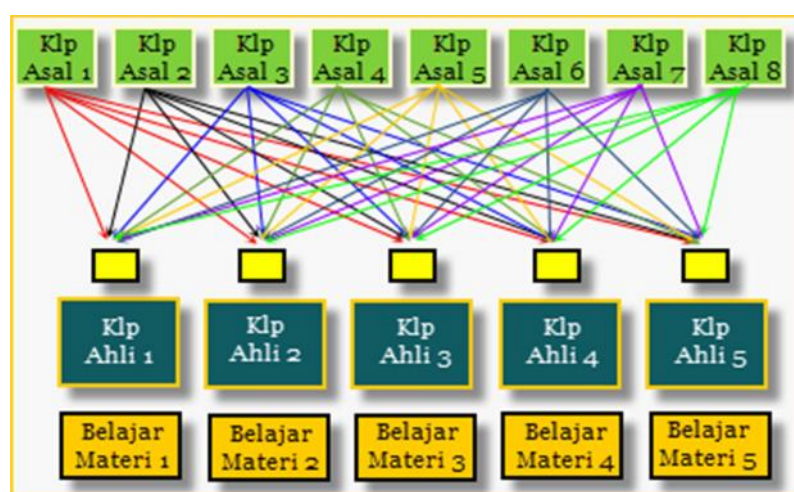 Klp
Asal 1
Klp
Asal 2
Klp
Asal 3
Klp
Asal 4
Klp
Asal 5
Klp
Asal 6
Klp
Asal 7
Klp
Asal 8
Klp
Ahli 1
Klp
Ahli 2
Klp
Ahli 3
Klp
Ahli 4
Klp
Ahli 5
Belajar
Materi 1
Belajar
Materi 2
Belajar
Materi 3
Belajar
Materi 4
Belajar
Materi 5